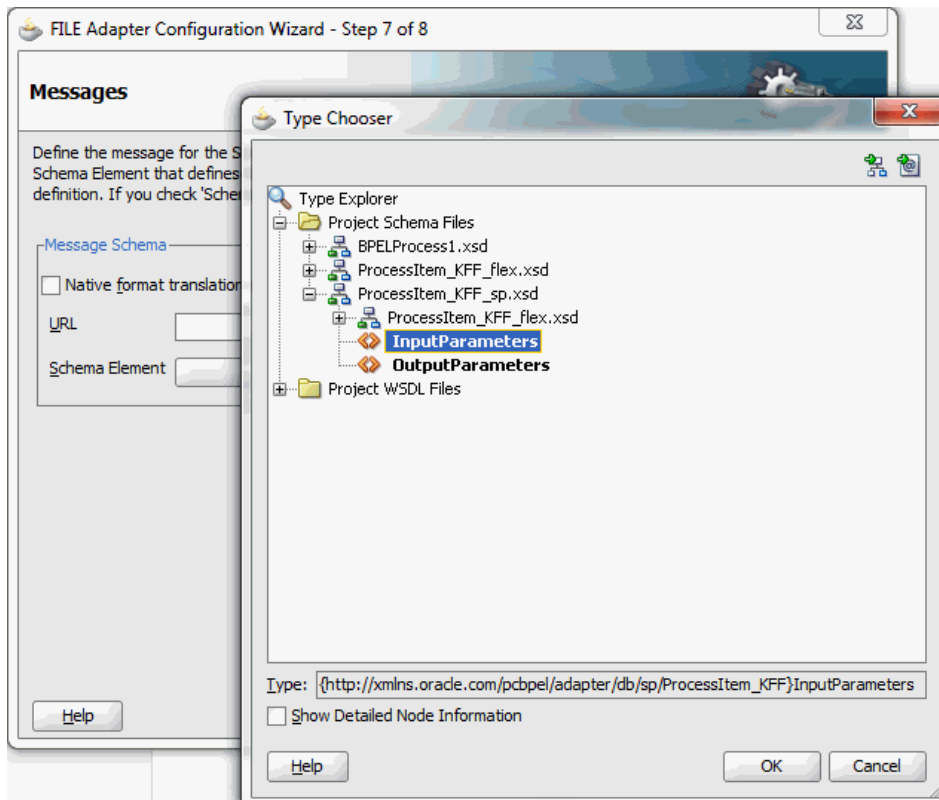 FILE Adapter Configuration Wizard - Step 7 of 8
Messages
Define the message for the S
Schema Element that defines
definition. If you check 'Sche
Message Schema
Native format translation
URL
Schema Element
Help
Type Chooser
Type Explorer
Project Schema Files
BPELProcess1.xsd
ProcessItem_KFF_flex.xsd
ProcessItem_KFF_sp.xsd
ProcessItem_KFF_flex.xsd
InputParameters
OutputParameters
Project WSDL Files
Type: {http://xmlns.oracle.com/pcbpel/adapter/db/sp/ProcessItem_KFF}InputParameters
Show Detailed Node Information
Help OK Cancel